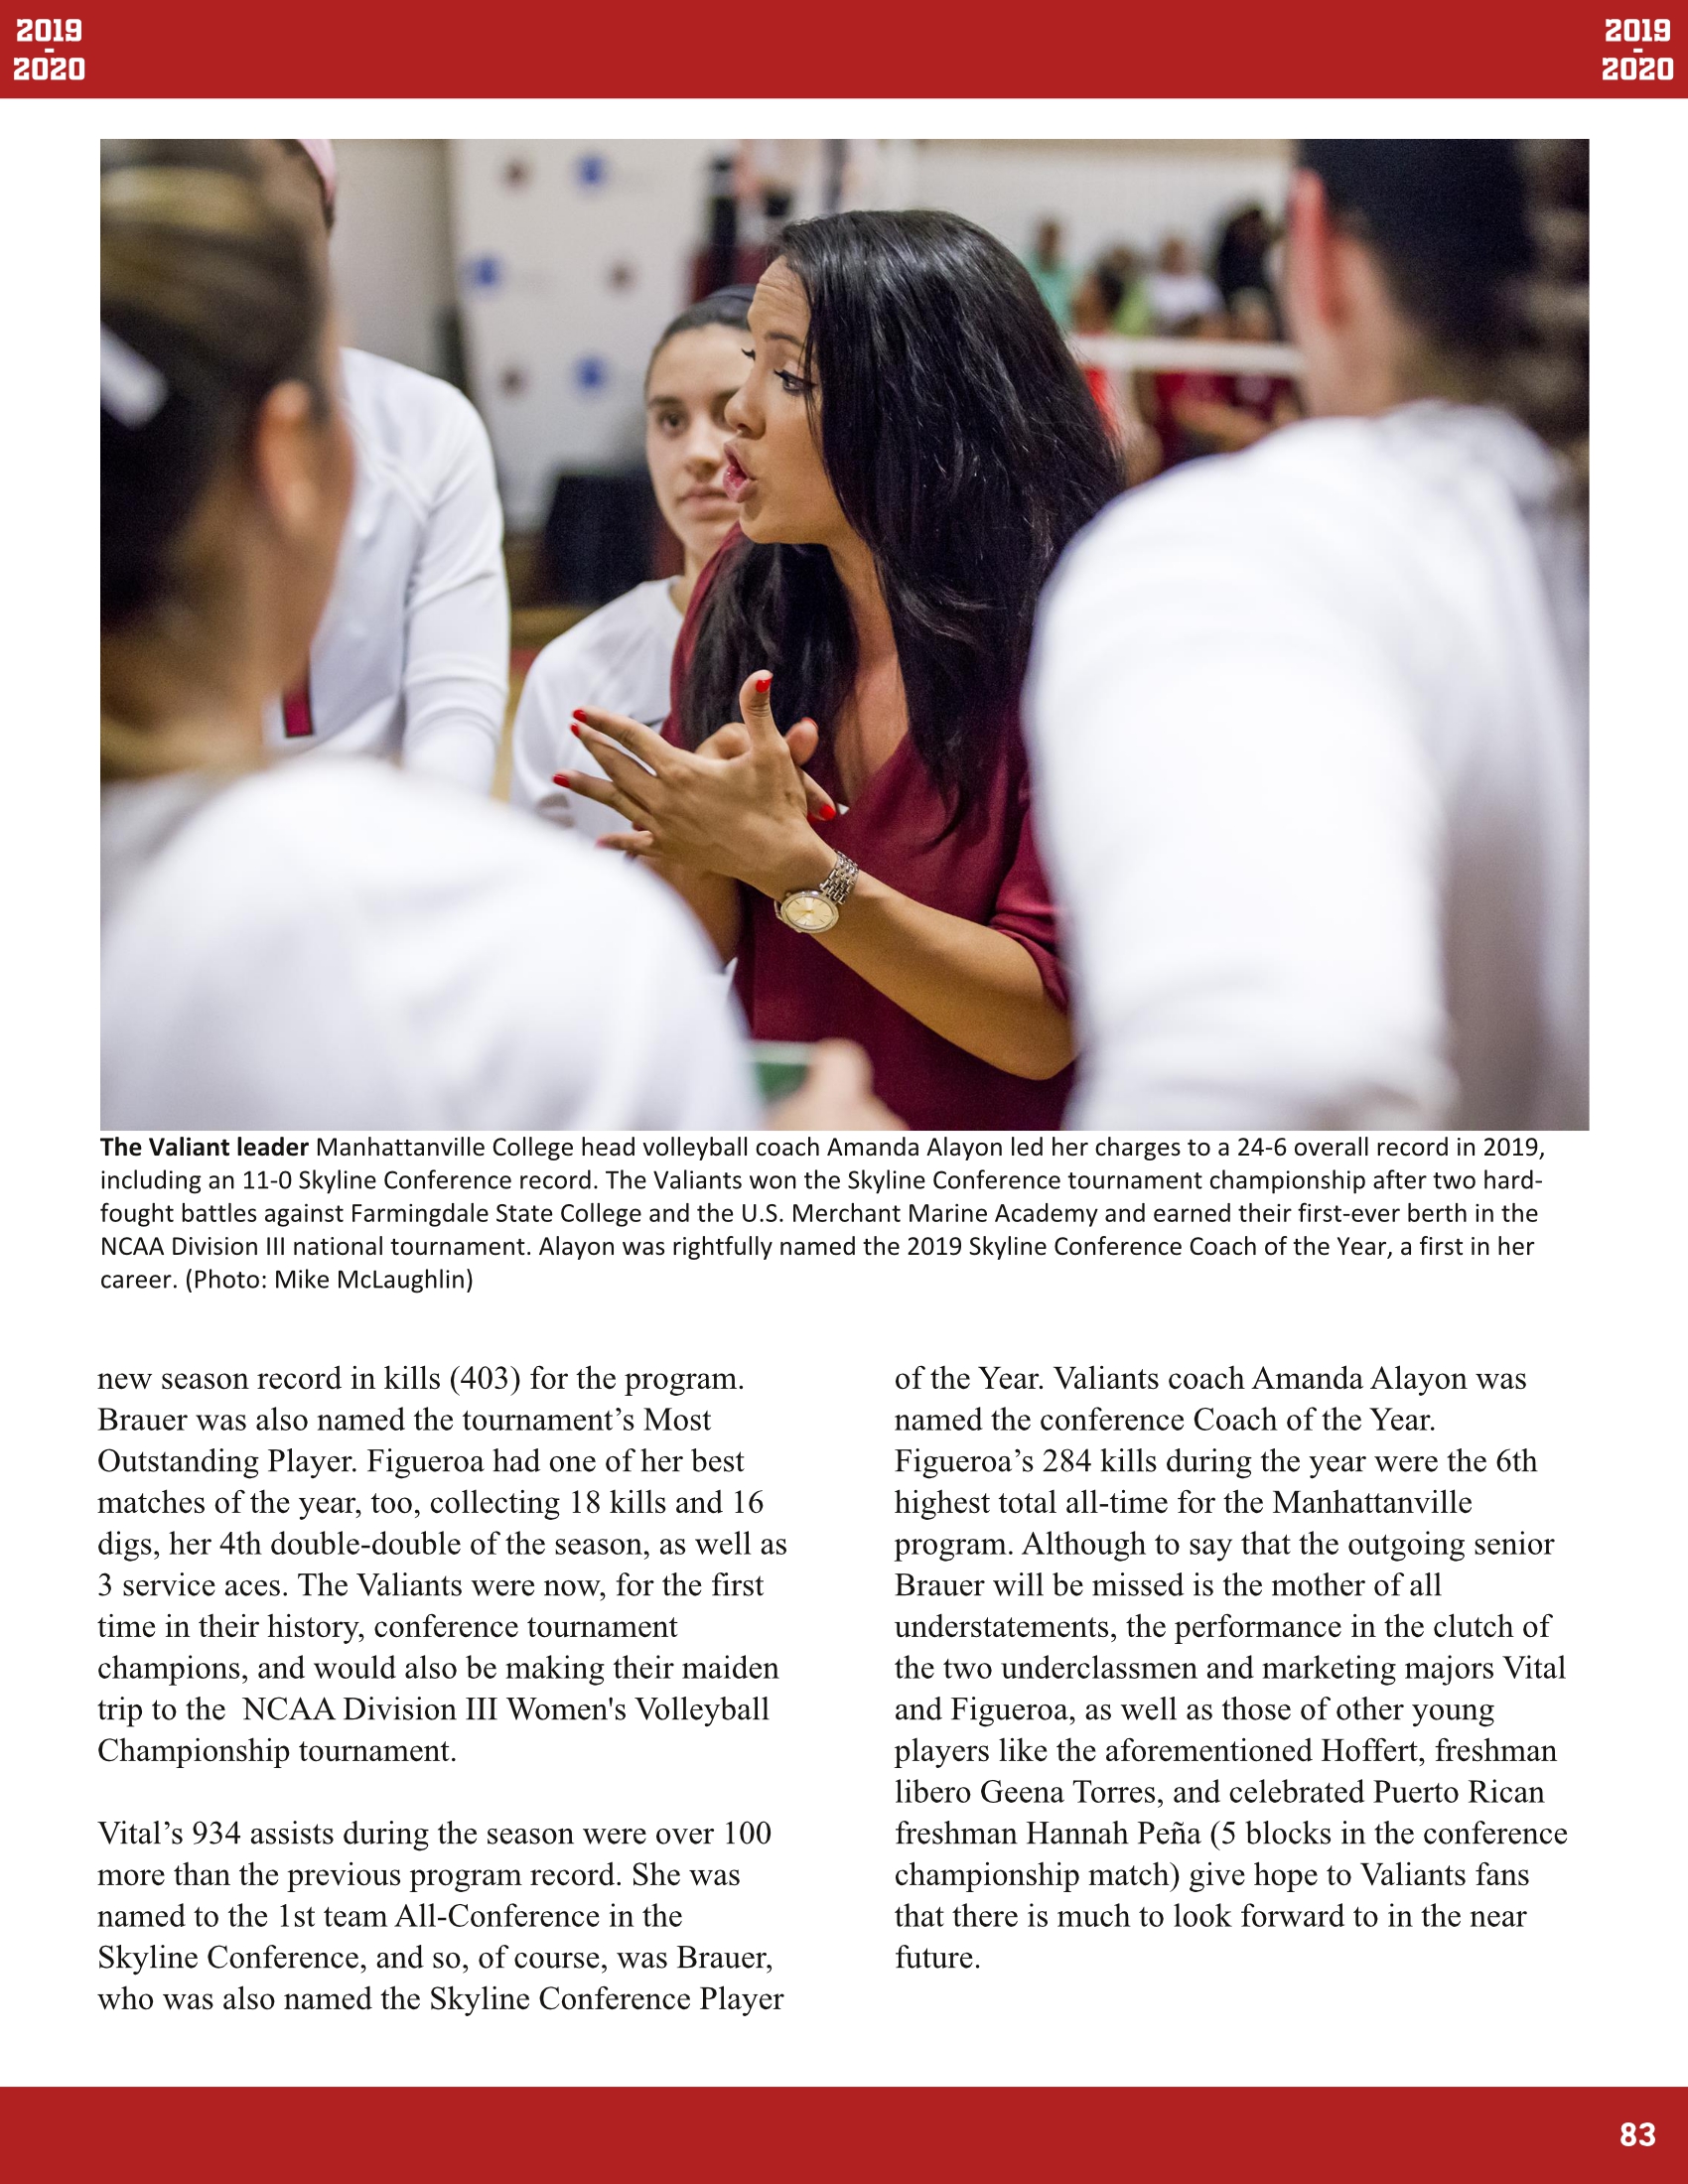 2019
-
2020
2019
-
2020
The Valiant leader Manhattanville College head volleyball coach Amanda Alayon led her charges to a 24-6 overall record in 2019,
including an 11-0 Skyline Conference record. The Valiants won the Skyline Conference tournament championship after two hard-
fought battles against Farmingdale State College and the U.S. Merchant Marine Academy and earned their first-ever berth in the
NCAA Division III national tournament. Alayon was rightfully named the 2019 Skyline Conference Coach of the Year, a first in her
career. (Photo: Mike McLaughlin)
new season record in kills (403) for the program.
Brauer was also named the tournament’s Most
Outstanding Player. Figueroa had one of her best
matches of the year, too, collecting 18 kills and 16
digs, her 4th double-double of the season, as well as
3 service aces. The Valiants were now, for the first
time in their history, conference tournament
champions, and would also be making their maiden
trip to the  NCAA Division III Women's Volleyball
Championship tournament.
Vital’s 934 assists during the season were over 100
more than the previous program record. She was
named to the 1st team All-Conference in the
Skyline Conference, and so, of course, was Brauer,
who was also named the Skyline Conference Player
of the Year. Valiants coach Amanda Alayon was
named the conference Coach of the Year.
Figueroa’s 284 kills during the year were the 6th
highest total all-time for the Manhattanville
program. Although to say that the outgoing senior
Brauer will be missed is the mother of all
understatements, the performance in the clutch of
the two underclassmen and marketing majors Vital
and Figueroa, as well as those of other young
players like the aforementioned Hoffert, freshman
libero Geena Torres, and celebrated Puerto Rican
freshman Hannah Peña (5 blocks in the conference
championship match) give hope to Valiants fans
that there is much to look forward to in the near
future.
83